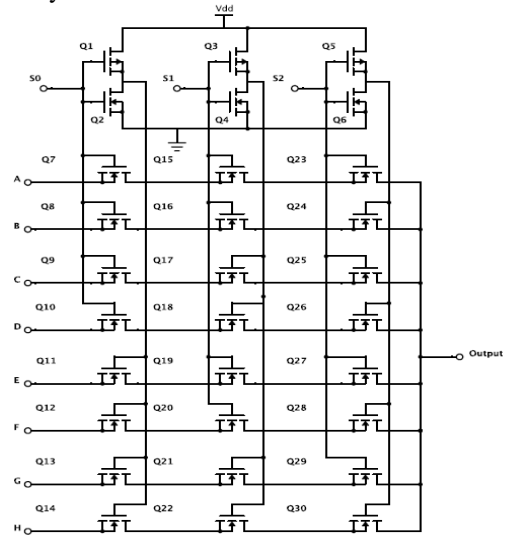 Vdd
Q1 Q3 Q5
S0 S1 S2
Q2 Q4 Q6
Q7 Q15 Q23
A
Q8 Q16 Q24
B
Q9 Q17 Q25
C
Q10 Q18 Q26
D
Output
Q11 Q19 Q27
E
Q12 Q20 Q28
F
Q13 Q21 Q29
G
Q14 Q22 Q30
H